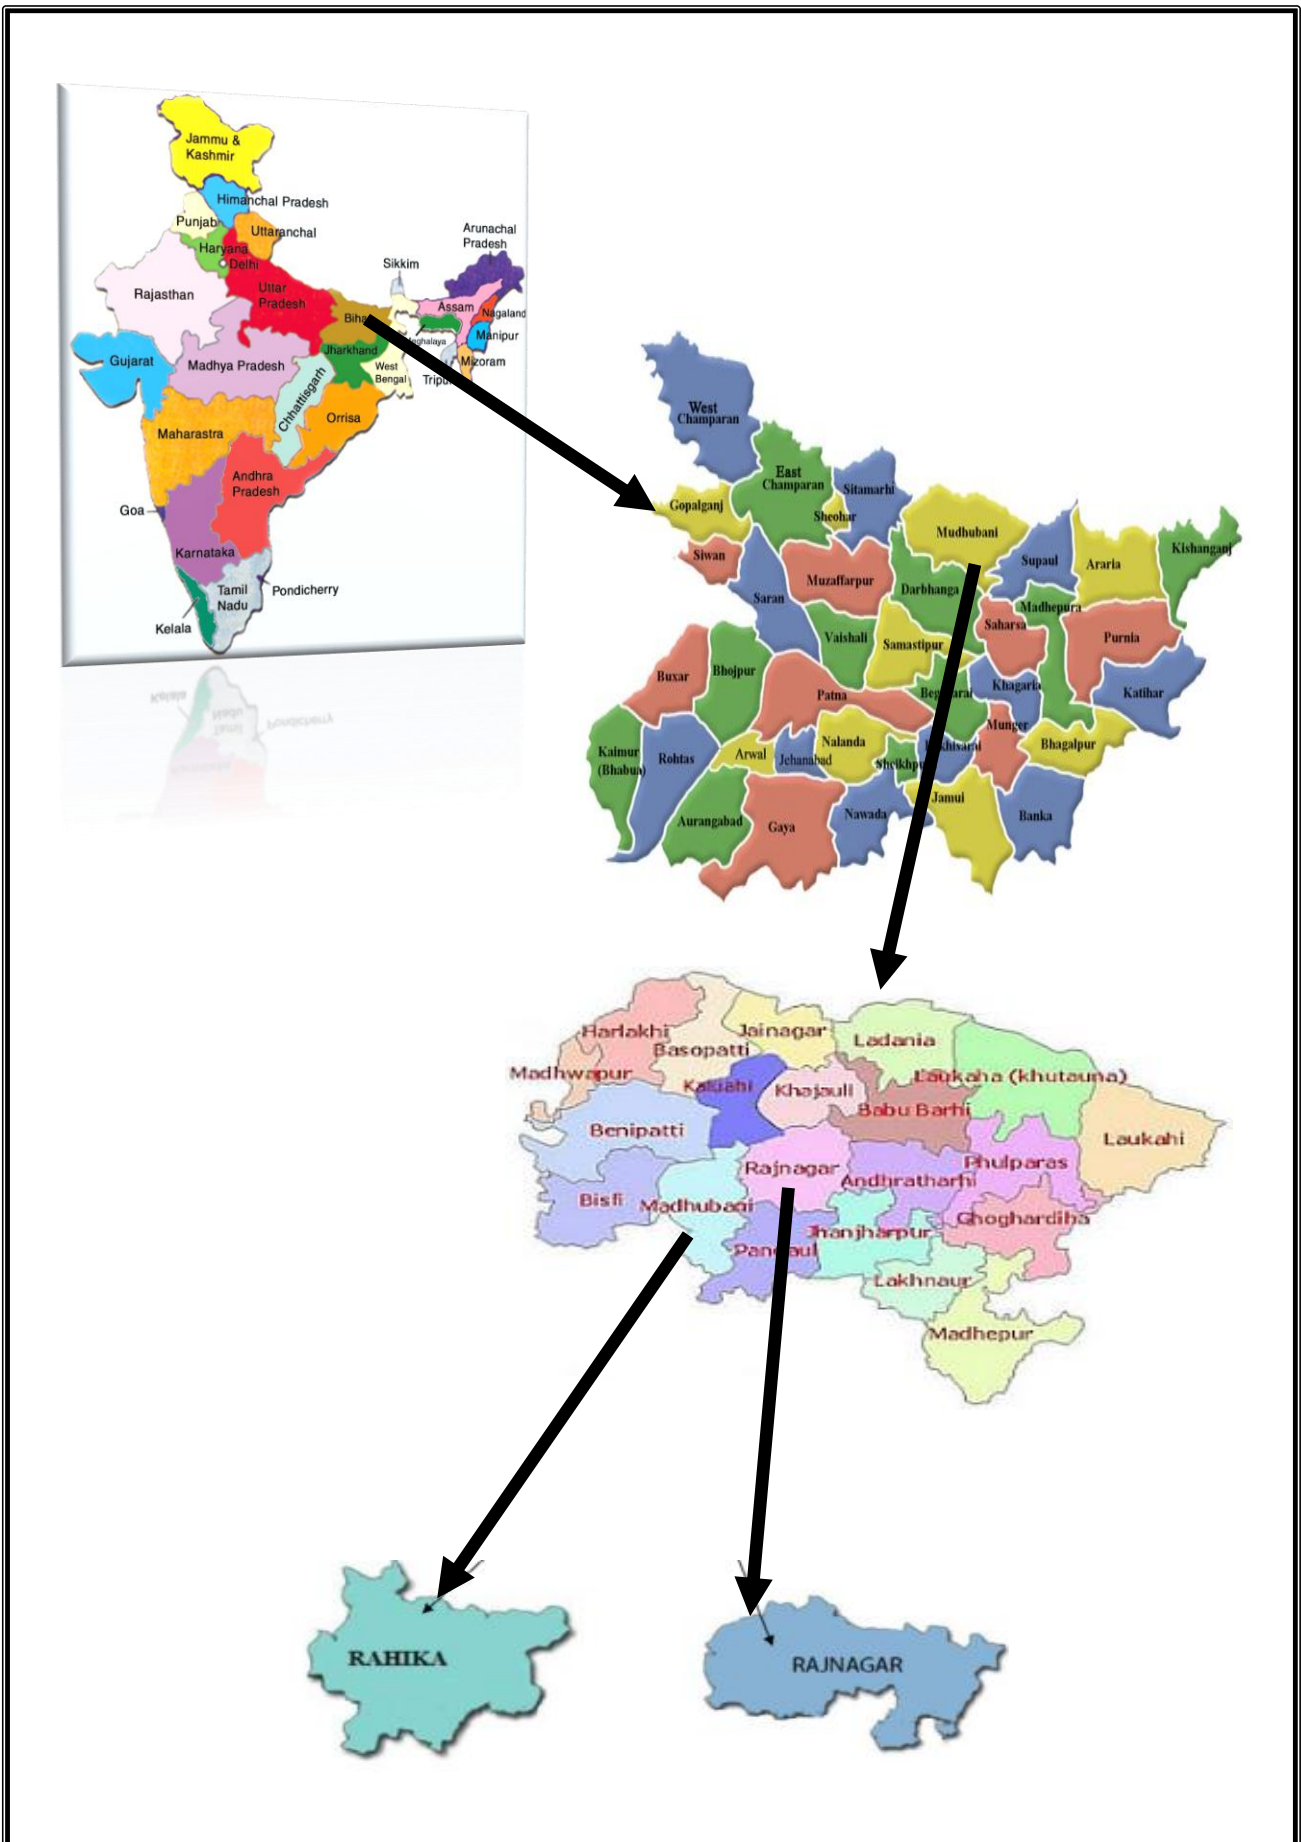 Jammu &
Kashmir
Himanchal Pradesh
Punjab
Uttaranchal
Haryana
Delhi
Arunachal
Pradesh
Sikkim
Rajasthan
Uttar
Pradesh
Assam
Nagaland
Manipur
Jharkhand
Gujarat
Madhya Pradesh
West
Bengal
Mizoram
Chhattisgarh
Orrisa
Maharastra
Andhra
Pradesh
Goa
Karnataka
Tamil
Nadu
Pondicherry
Kelala
West
Champaran
East
Champaran
Sitamarhi
Gopalganj
Sheohar
Mudhubani
Siwan
Muzaffarpur
Supaul
Araria
Kishanganj
Saran
Darbhanga
Madhepura
Saharsa
Vaishali
Samastipur
Purnia
Buxar
Bhojpur
Patna
Khagaria
Katihar
Munger
Kaimur
(Bhabua)
Rohtas
Arwal
Jehanabad
Nalanda
Bhagalpur
Aurangabad
Gaya
Nawada
Jamui
Banka
Harlakhi
Jainagar
Ladania
Basopatti
Madhwapur
Kaluahi
Khajauli
Laukaha (khutauna)
Babu Barhi
Benipatti
Laukahi
Rajnagar
Phulparas
Andhratharhi
Bisfi
Madhubani
Ghoghardiha
Jhanjharpur
Lakhnaur
Madhepur
RAHIKA
RAJNAGAR